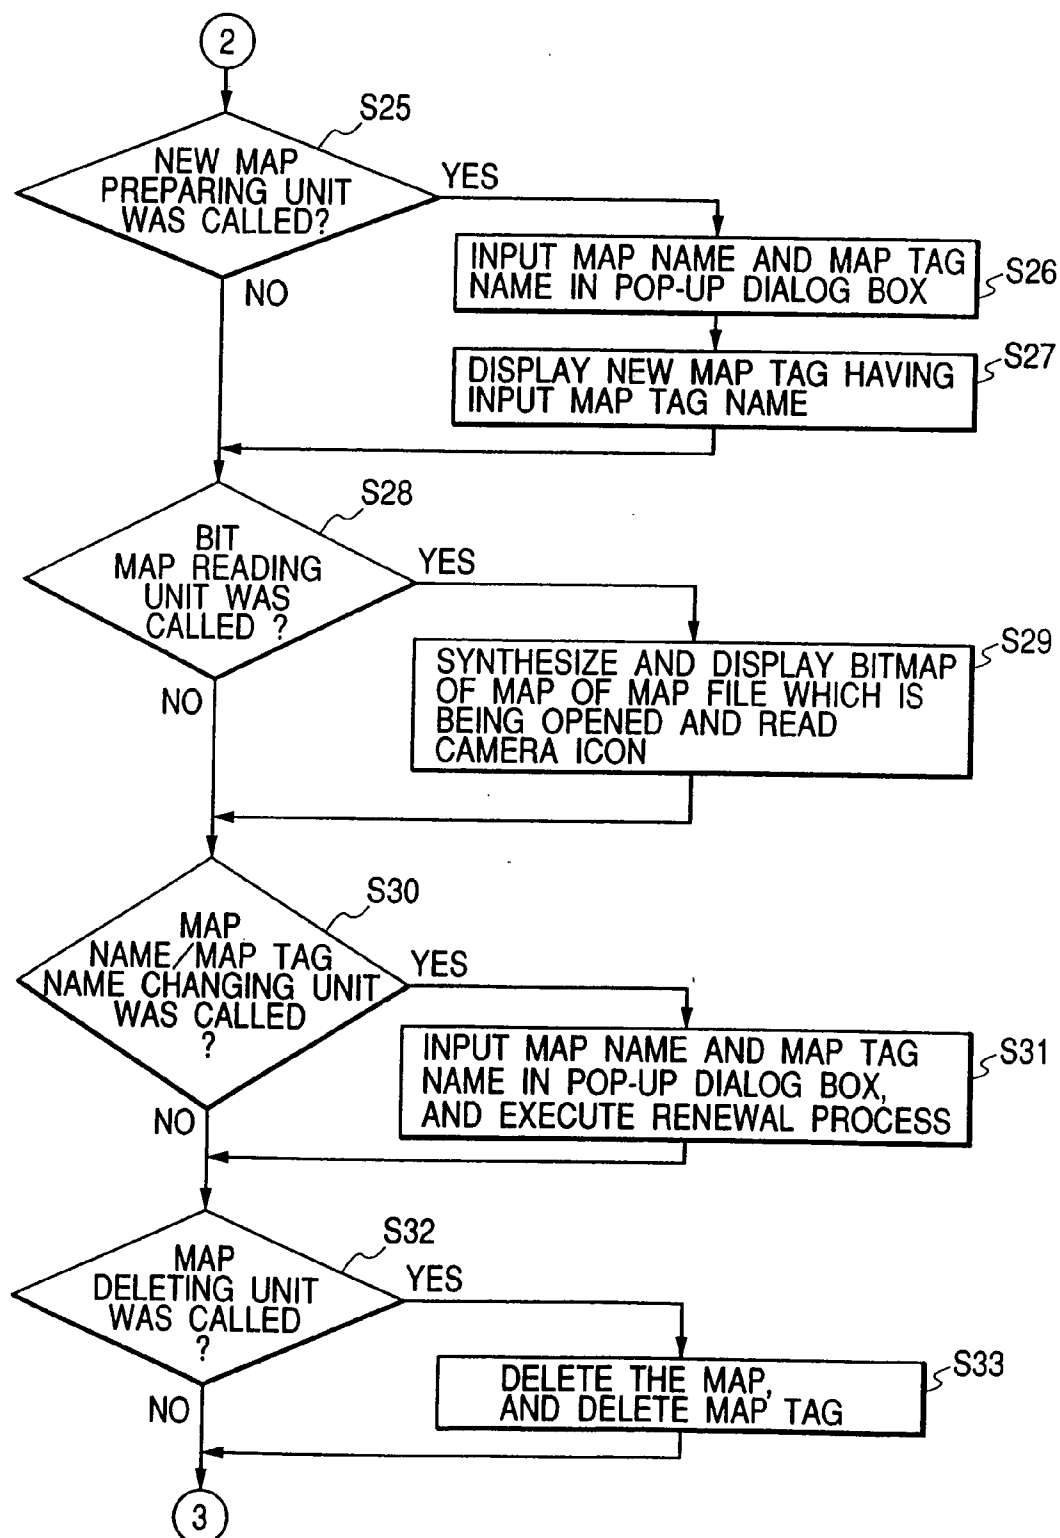 2
S25
NEW MAP
PREPARING UNIT
WAS CALLED?
YES
NO
INPUT MAP NAME AND MAP TAG
NAME IN POP-UP DIALOG BOX
S26
DISPLAY NEW MAP TAG HAVING
INPUT MAP TAG NAME
S27
S28
BIT
MAP READING
UNIT WAS
CALLED ?
YES
NO
SYNTHESIZE AND DISPLAY BITMAP
OF MAP OF MAP FILE WHICH IS
BEING OPENED AND READ
CAMERA ICON
S29
S30
MAP
NAME/MAP TAG
NAME CHANGING UNIT
WAS CALLED
?
YES
NO
INPUT MAP NAME AND MAP TAG
NAME IN POP-UP DIALOG BOX,
AND EXECUTE RENEWAL PROCESS
S31
S32
MAP
DELETING UNIT
WAS CALLED
?
YES
NO
DELETE THE MAP,
AND DELETE MAP TAG
S33
3